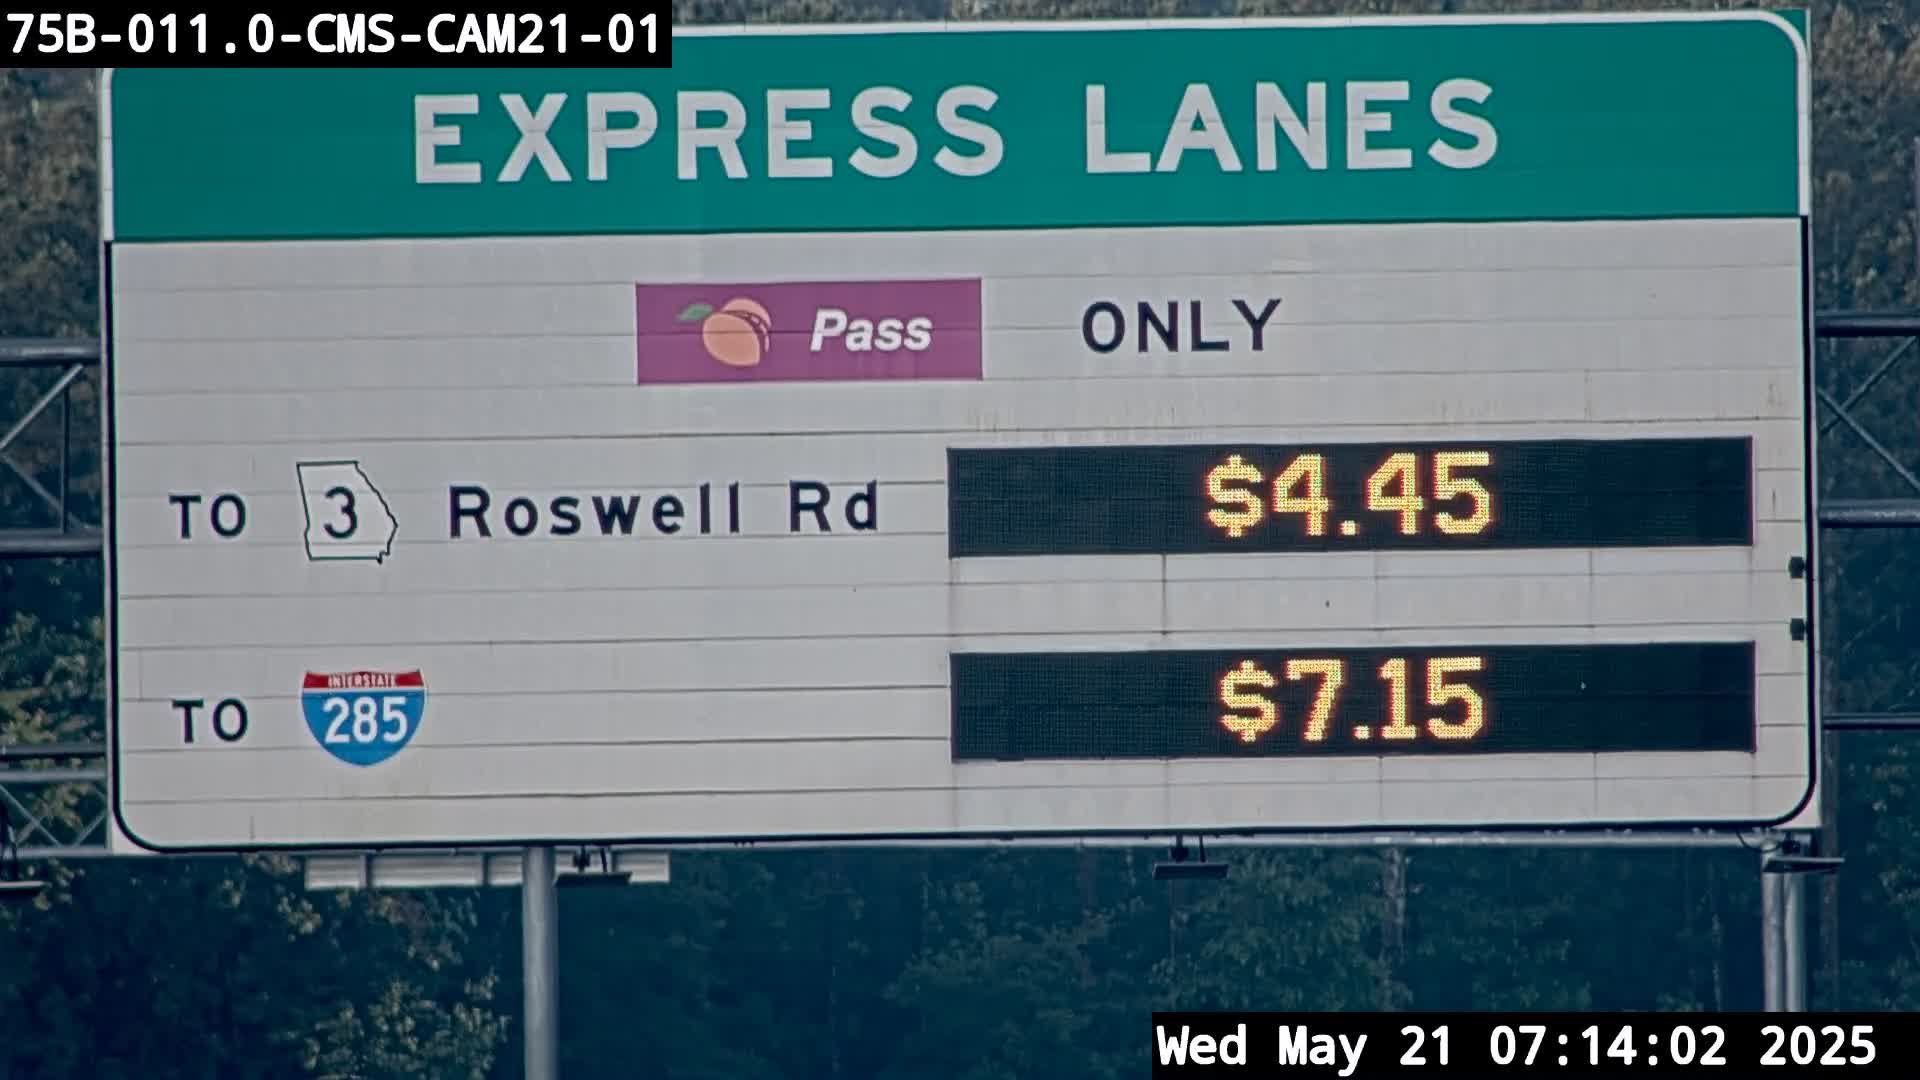 75B-011.0-CMS-CAM21-01
EXPRESS LANES
Pass ONLY
TO 3 Roswell Rd $4.45
INTERSTATE
TO 285 $7.15
Wed May 21 07:14:02 2025